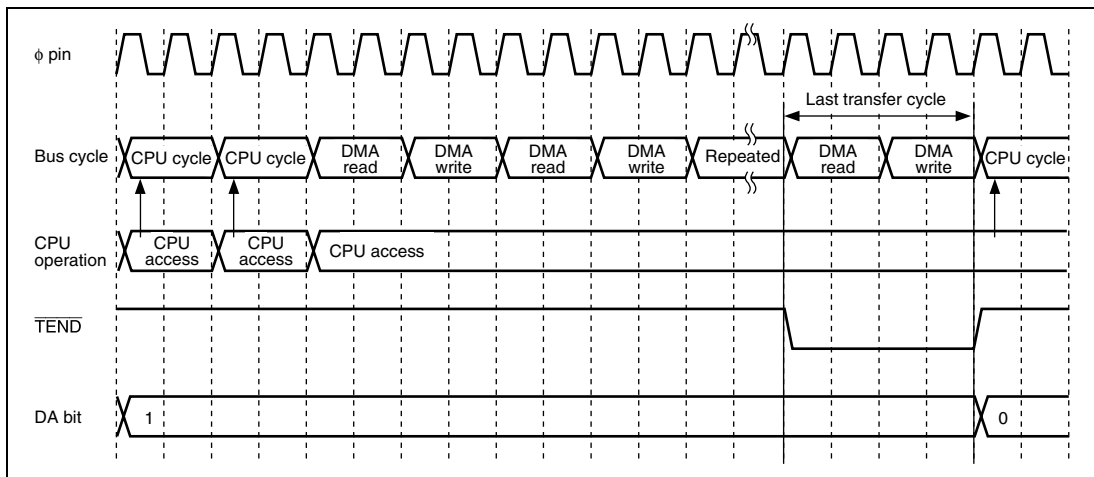 φ pin
Last transfer cycle
Bus cycle
CPU cycle
CPU cycle
DMA
read
DMA
write
DMA
read
DMA
write
Repeated
DMA
read
DMA
write
CPU cycle
CPU
operation
CPU
access
CPU
access
CPU access
TEND
DA bit
1
0